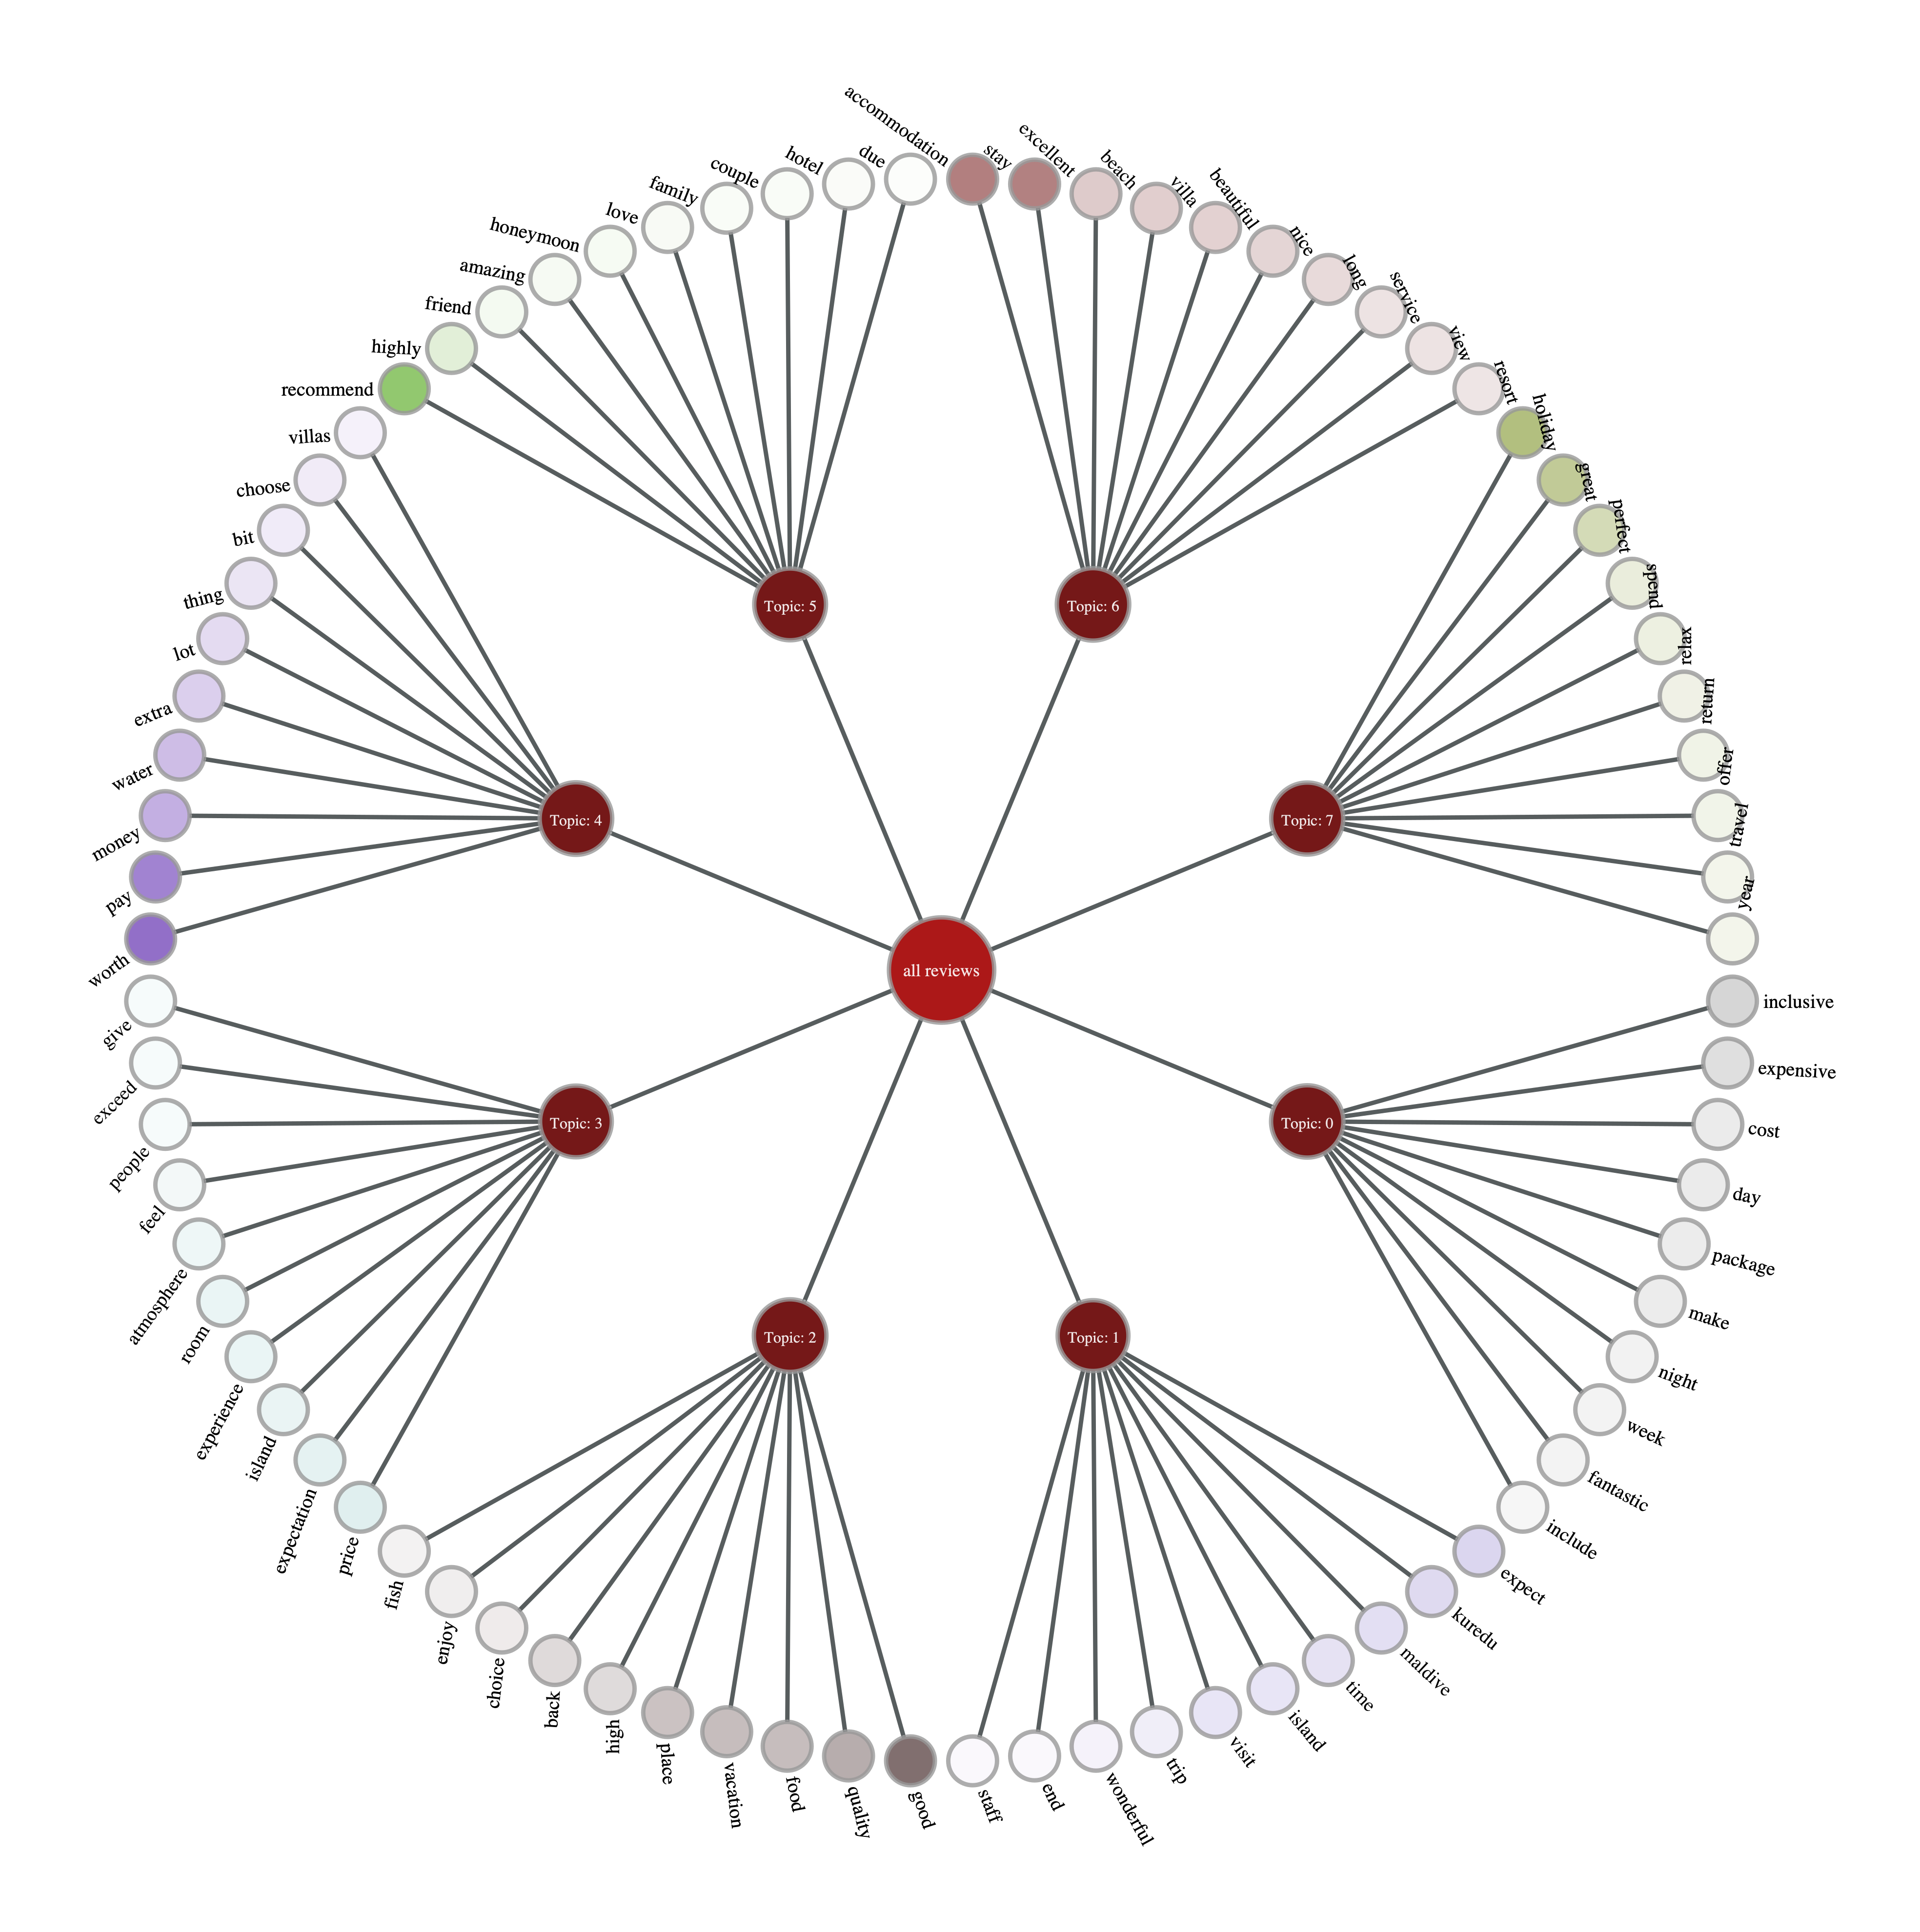 all reviews
Topic: 0
inclusive
expensive
cost
day
package
make
night
week
fantastic
include
Topic: 1
expect
kuredu
maldive
time
island
visit
trip
wonderful
end
staff
Topic: 2
good
quality
food
vacation
place
high
back
choice
enjoy
fish
Topic: 3
price
expectation
island
experience
room
atmosphere
feel
people
exceed
give
Topic: 4
worth
pay
money
water
extra
lot
thing
bit
choose
villas
Topic: 5
recommend
highly
friend
amazing
honeymoon
love
family
couple
hotel
due
Topic: 6
accommodation
stay
excellent
beach
villa
beautiful
nice
long
service
view
Topic: 7
resort
holiday
great
perfect
spend
relax
return
offer
travel
year